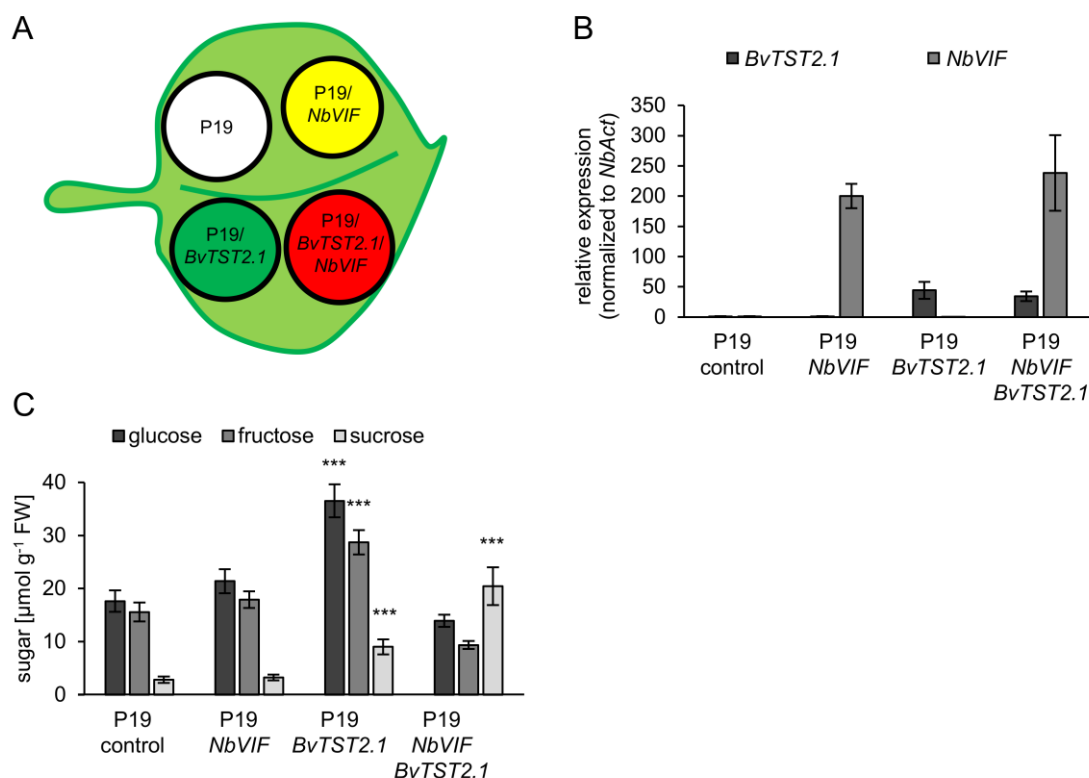 A
P19
P19/
NbVIF
P19/
BvTST2.1
P19/
BvTST2.1/
NbVIF
B
BvTST2.1 NbVIF
relative expression
(normalized to NbAct)
350
300
250
200
150
100
50
0
P19
control
P19
NbVIF
P19
BvTST2.1
P19
NbVIF
BvTST2.1
C
glucose fructose sucrose
sugar [µmol g⁻¹ FW]
40
30
20
10
0
***
***
***
***
P19
control
P19
NbVIF
P19
BvTST2.1
P19
NbVIF
BvTST2.1